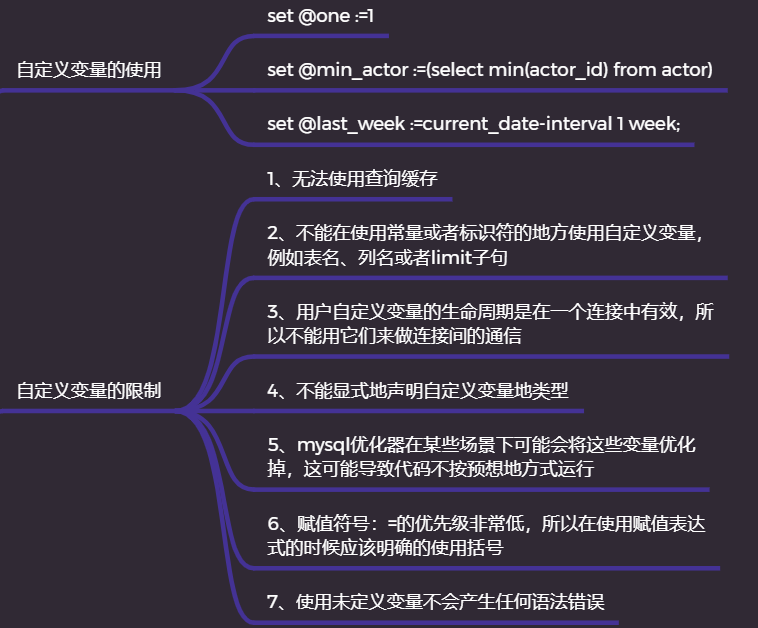 set @one :=1
自定义变量的使用
set @min_actor :=(select min(actor_id) from actor)
set @last_week :=current_date-interval 1 week;
1、无法使用查询缓存
2、不能在使用常量或者标识符的地方使用自定义变量，
例如表名、列名或者limit子句
3、用户自定义变量的生命周期是在一个连接中有效，所
以不能用它们来做连接间的通信
自定义变量的限制
4、不能显式地声明自定义变量地类型
5、mysql优化器在某些场景下可能会将这些变量优化
掉，这可能导致代码不按预想地方式运行
6、赋值符号：=的优先级非常低，所以在使用赋值表达
式的时候应该明确的使用括号
7、使用未定义变量不会产生任何语法错误